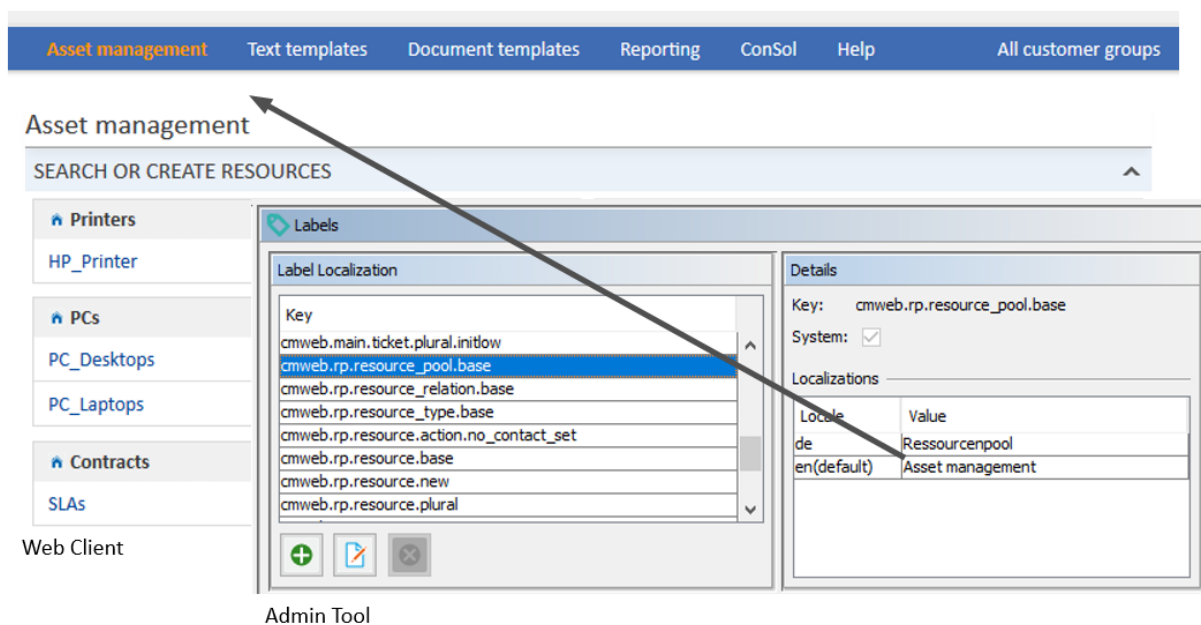 Asset management Text templates Document templates Reporting ConSol Help All customer groups
Asset management
SEARCH OR CREATE RESOURCES
Printers
HP_Printer
PCs
PC_Desktops
PC_Laptops
Contracts
SLAs
Web Client
Labels
Label Localization
Key
cmweb.main.ticket.plural.initlow
cmweb.rp.resource_pool.base
cmweb.rp.resource_relation.base
cmweb.rp.resource_type.base
cmweb.rp.resource.action.no_contact_set
cmweb.rp.resource.base
cmweb.rp.resource.new
cmweb.rp.resource.plural
Details
Key: cmweb.rp.resource_pool.base
System:
Localizations
Locale Value
de Ressourcenpool
en(default) Asset management
Admin Tool